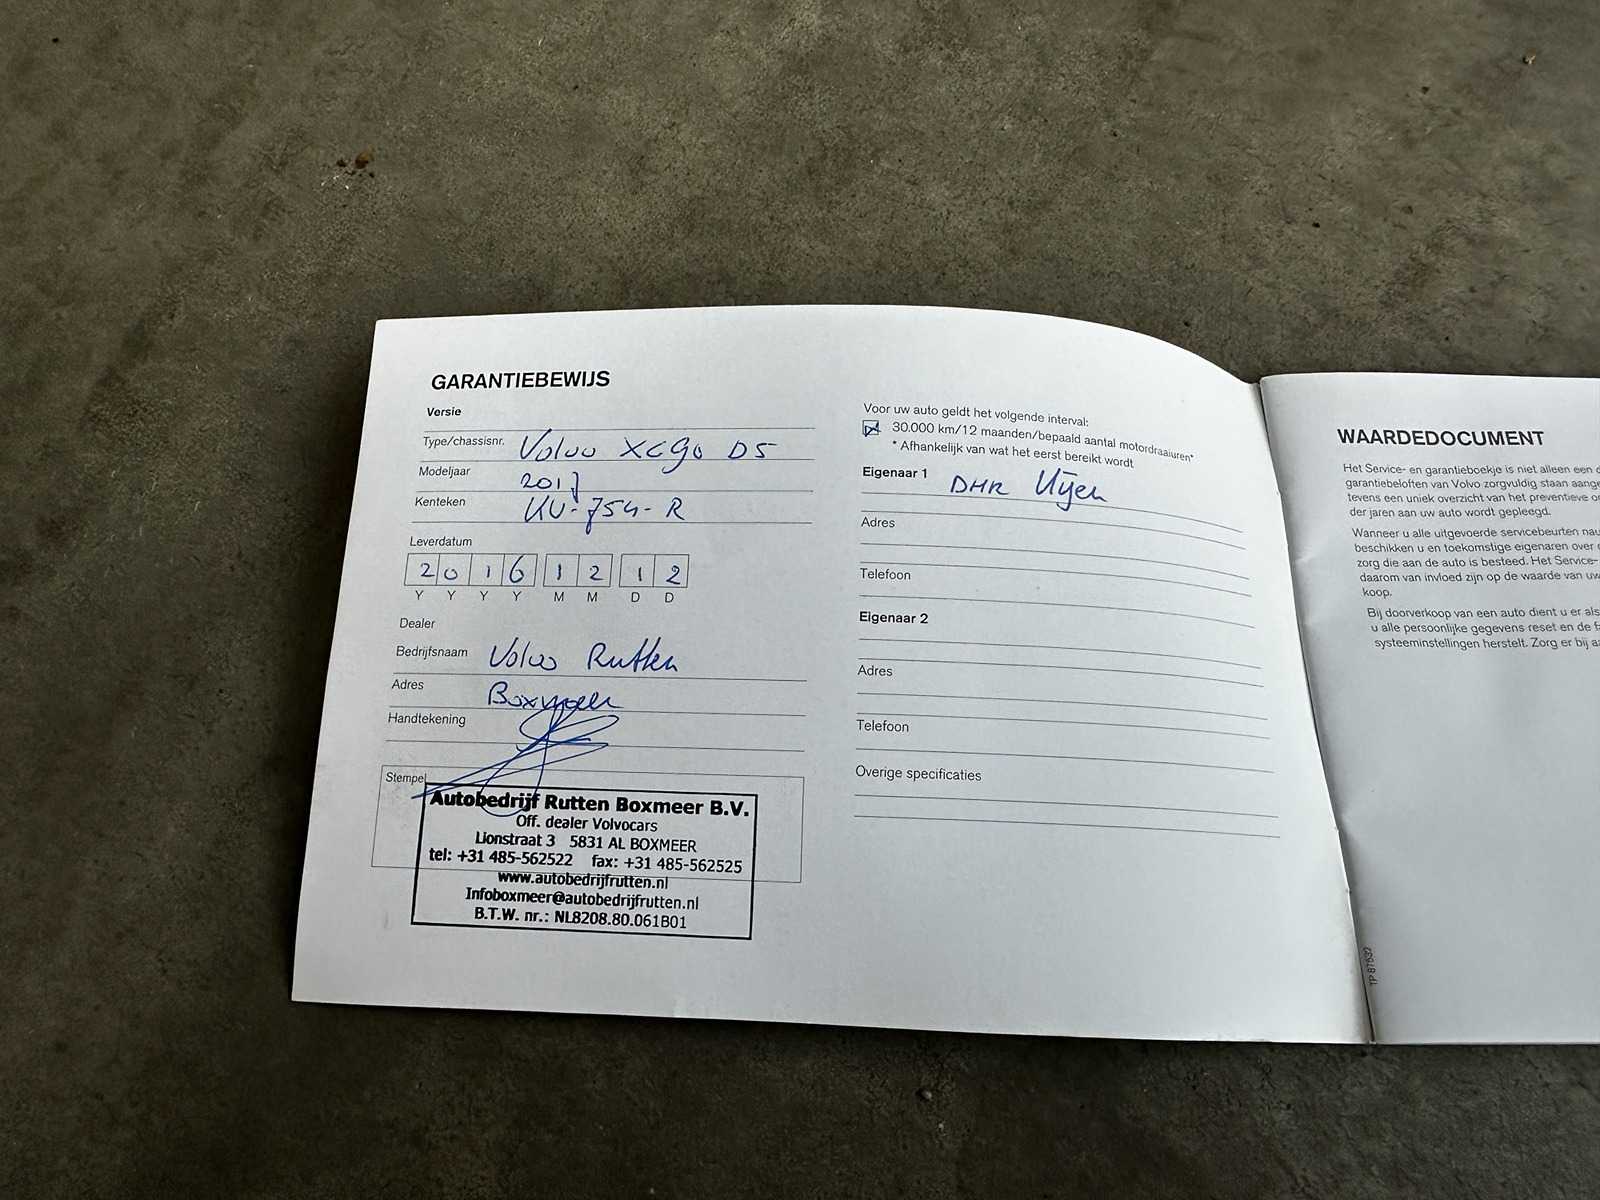 GARANTIEBEWIJS
Versie
Type/chassisnr. Volvo XC90 D5
Modeljaar 2017
Kenteken KV-754-R
Leverdatum
2 0 1 6 1 2 1 2
Y Y Y Y M M D D
Dealer
Bedrijfsnaam Volvo Rutten
Adres Boxmeer
Handtekening
Stempel
Autobedrijf Rutten Boxmeer B.V.
Off. dealer Volvocars
Lionstraat 3 5831 AL BOXMEER
tel: +31 485-562522 fax: +31 485-562525
www.autobedrijfrutten.nl
Infoboxmeer@autobedrijfrutten.nl
B.T.W. nr.: NL8208.80.061B01
Voor uw auto geldt het volgende interval:
30.000 km/12 maanden/bepaald aantal motordraaiuren*
* Afhankelijk van wat het eerst bereikt wordt
Eigenaar 1 DHR
Adres
Telefoon
Eigenaar 2
Adres
Telefoon
Overige specificaties
WAARDEDOCUMENT
Het Service- en garantieboekje is niet alleen een
garantiebeloften van Volvo zorgvuldig staan
tevens een uniek overzicht van het preventieve
der jaren aan uw auto wordt gepleegd.
Wanneer u alle uitgevoerde servicebeurten
beschikken u en toekomstige eigenaren over
zorg die aan de auto is besteed. Het Service-
daarom van invloed zijn op de waarde van
koop.
Bij doorverkoop van een auto dient u er
u alle persoonlijke gegevens reset en de
systeeminstellingen herstelt. Zorg er bij